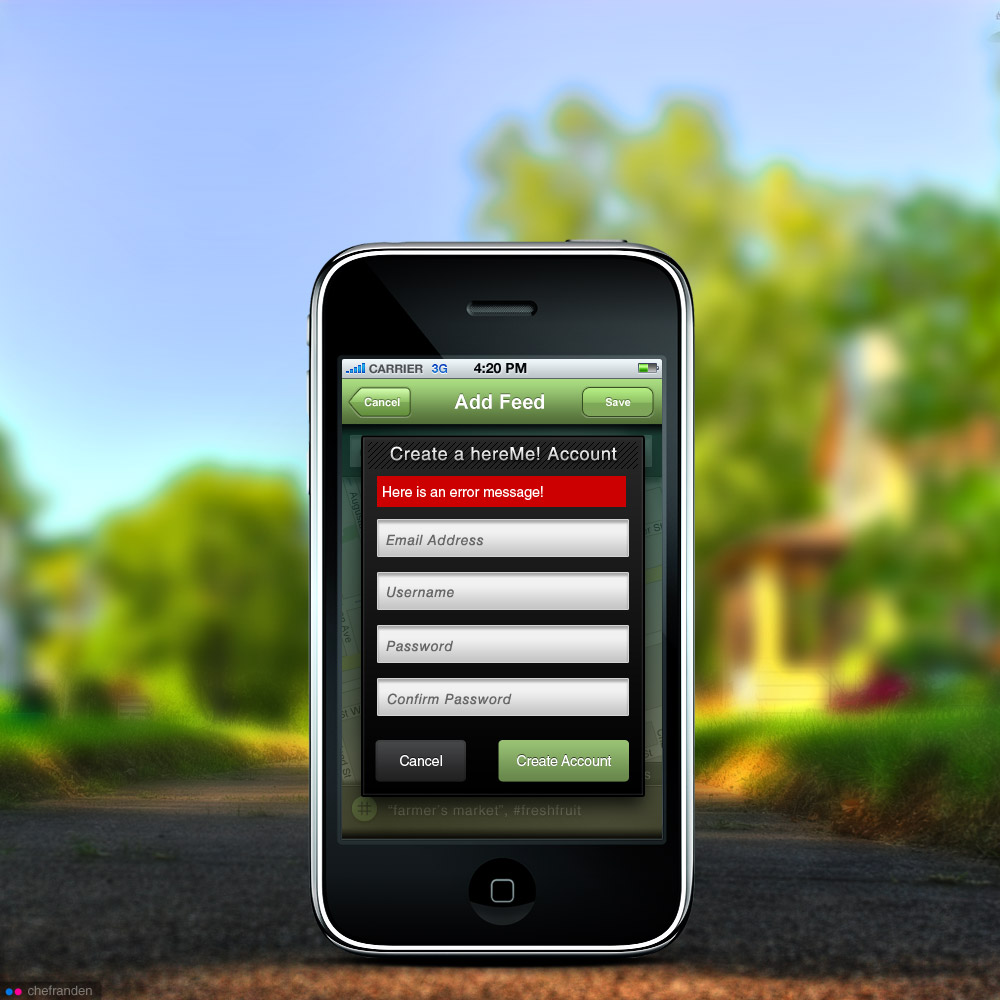 CARRIER 3G 4:20 PM
Cancel Add Feed Save
Create a hereMe! Account
Here is an error message!
Email Address
Username
Password
Confirm Password
Cancel Create Account
"farmer's market", #freshfruit
chefranden